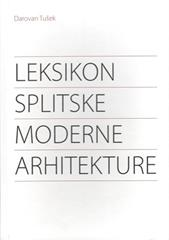 Darovan Tušek
LEKSIKON
SPLITSKE
MODERNE
ARHITEKTURE